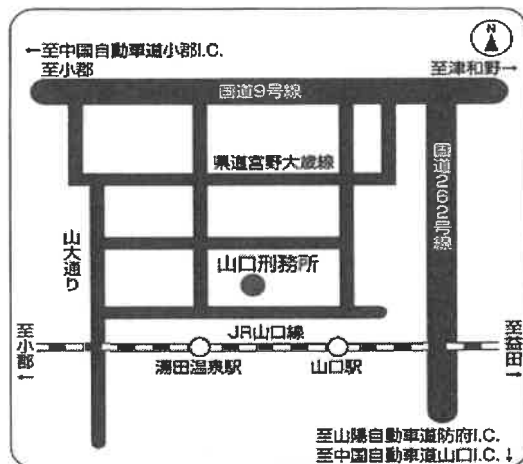 N
←至中国自動車道小郡I.C.
至小郡
至津和野→
国道9号線
県道宮野大歳線
国道262号線
山大通り
山口刑務所
JR山口線
至小郡←
湯田温泉駅
山口駅
至益田→
至山陽自動車道防府I.C.
至中国自動車道山口I.C.↓